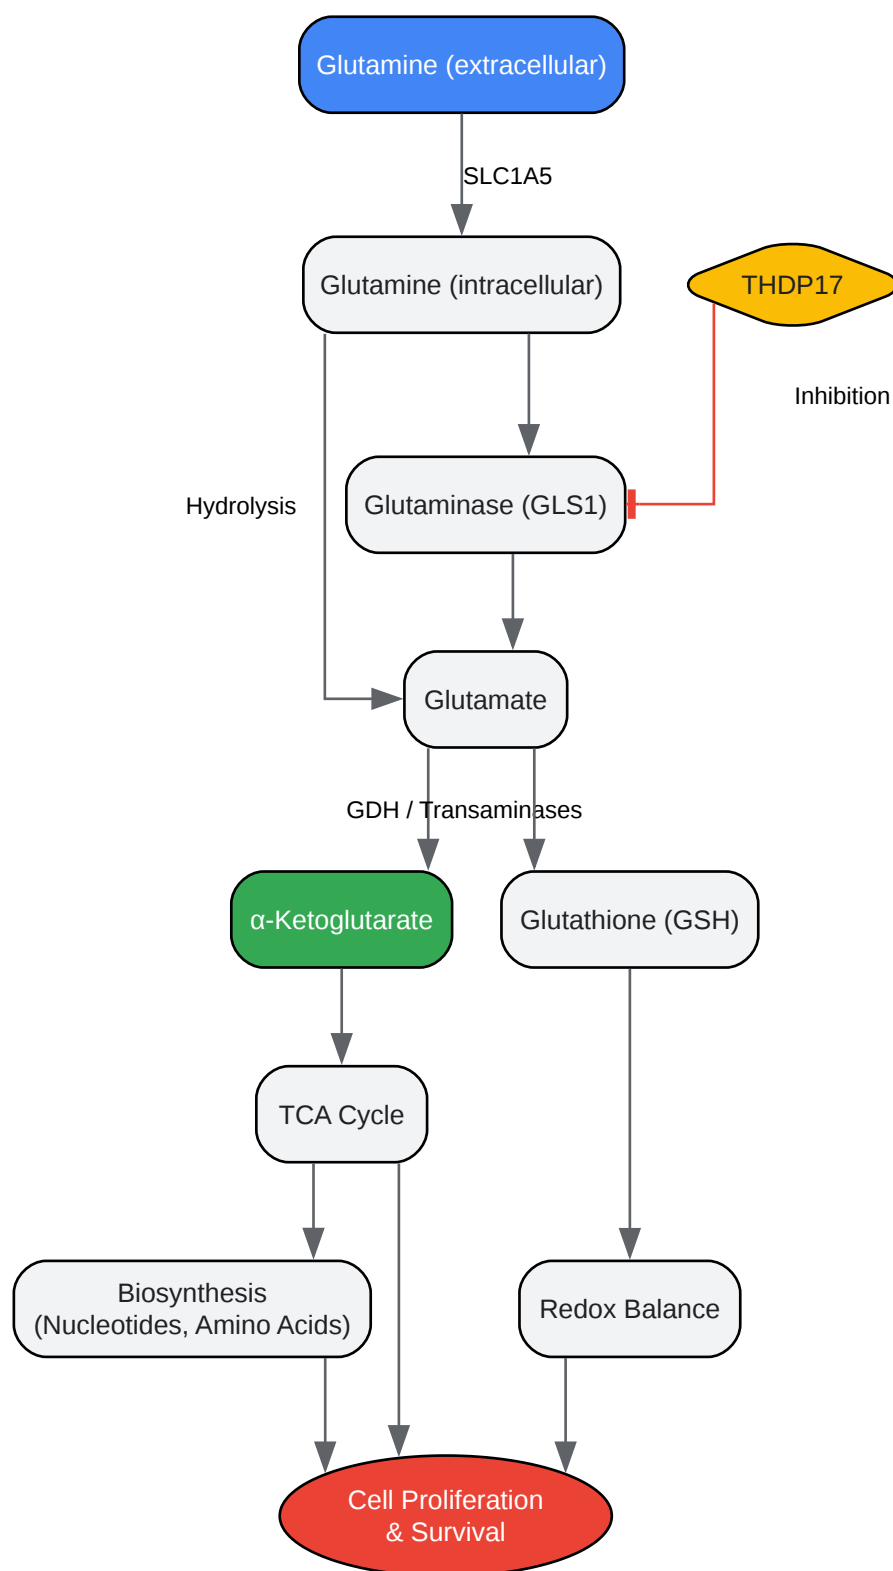 Glutamine (extracellular)
SLC1A5
Glutamine (intracellular)
THDP17
Inhibition
Hydrolysis
Glutaminase (GLS1)
Glutamate
GDH / Transaminases
α-Ketoglutarate
Glutathione (GSH)
TCA Cycle
Biosynthesis
(Nucleotides, Amino Acids)
Redox Balance
Cell Proliferation
& Survival